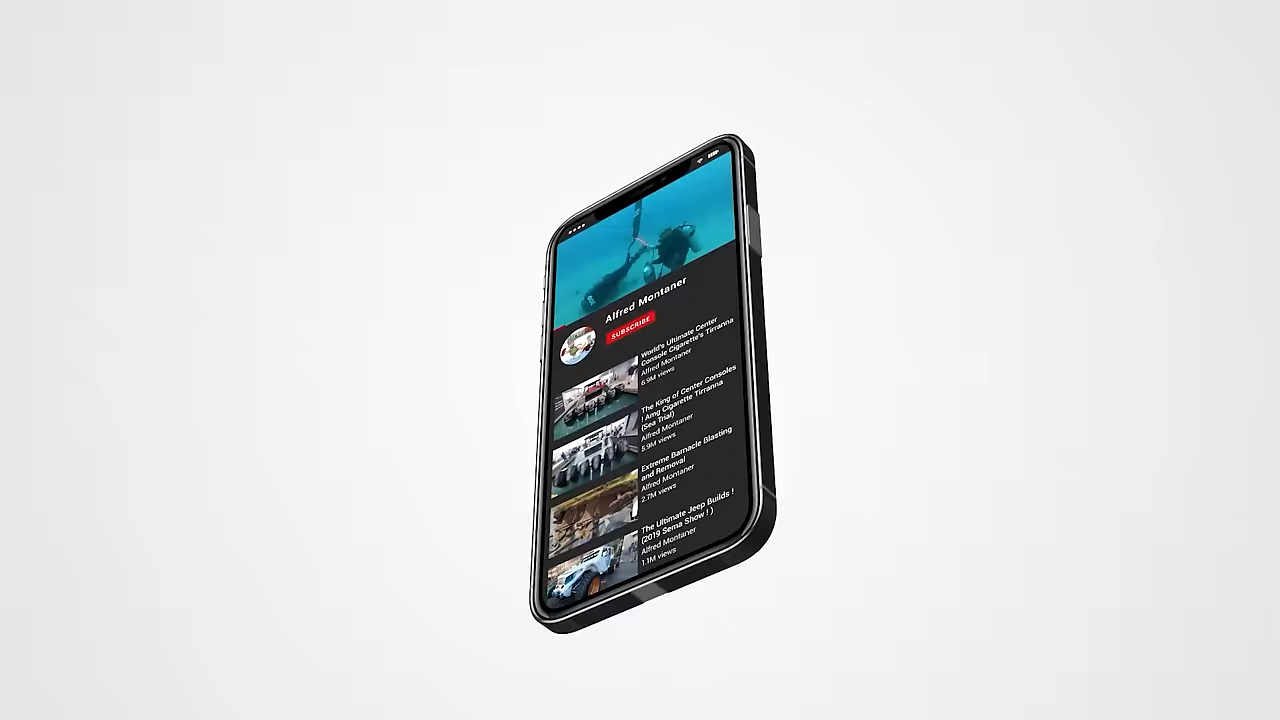 Alfred Montaner
SUBSCRIBE
World's Ultimate Center
Console Cigarette's Tirranna
Alfred Montaner
6.9M views
The King of Center Consoles
! Amg Cigarette Tirranna
(Sea Trial)
Alfred Montaner
5.9M views
Extreme Barnacle Blasting
and Removal
Alfred Montaner
2.7M views
The Ultimate Jeep Builds !
(2019 Sema Show ! )
Alfred Montaner
1.1M views